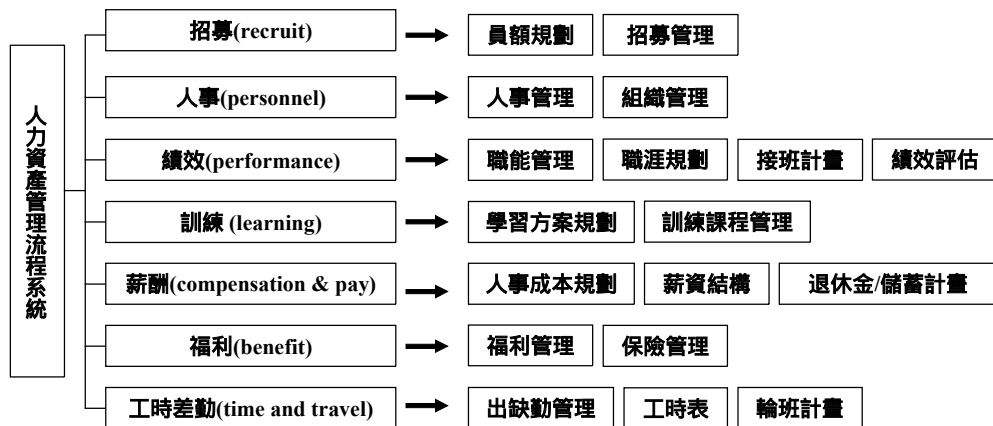 人力資產管理流程系統
招募(recruit)
員額規劃
招募管理
人事(personnel)
人事管理
組織管理
績效(performance)
職能管理
職涯規劃
接班計畫
績效評估
訓練 (learning)
學習方案規劃
訓練課程管理
薪酬(compensation & pay)
人事成本規劃
薪資結構
退休金/儲蓄計畫
福利(benefit)
福利管理
保險管理
工時差勤(time and travel)
出缺勤管理
工時表
輪班計畫